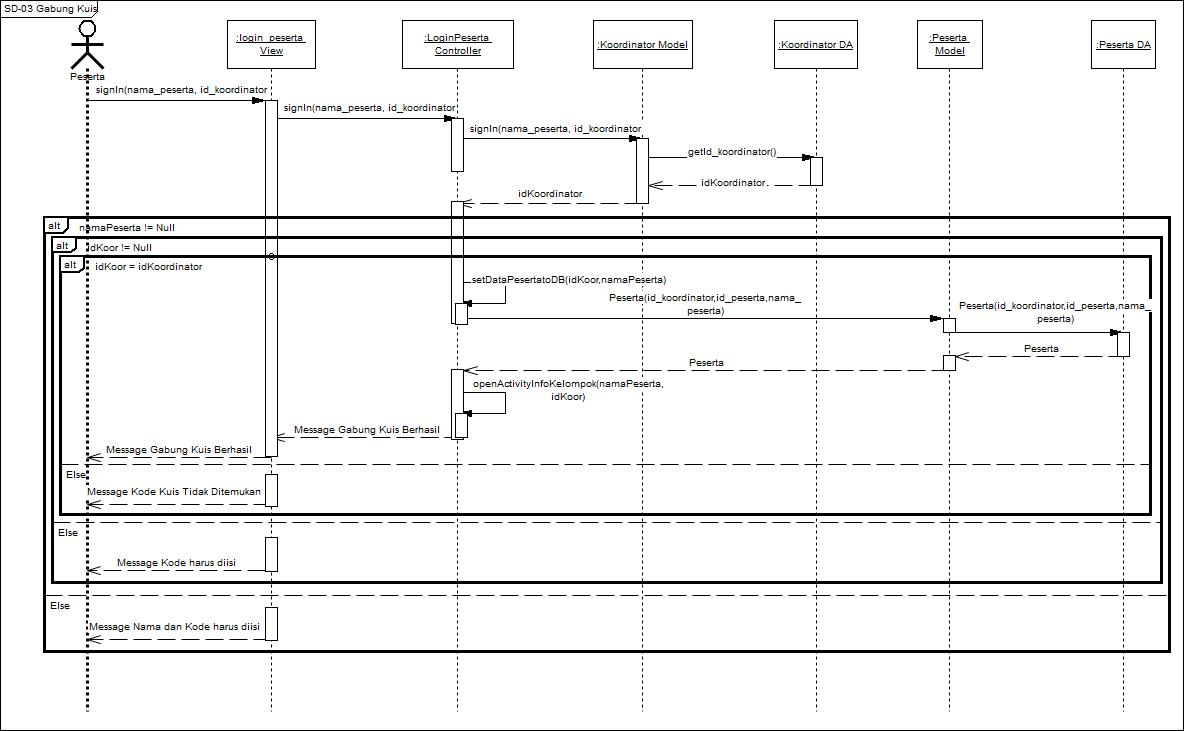 SD-03 Gabung Kuis
:login_peserta
View
:LoginPeserta
Controller
:Koordinator Model
:Koordinator DA
:Peserta
Model
:Peserta DA
Peserta
signIn(nama_peserta, id_koordinator
signIn(nama_peserta, id_koordinator
signIn(nama_peserta, id_koordinator
getId_koordinator()
idKoordinator.
idKoordinator
alt
namaPeserta != Null
alt
idKoor != Null
alt
idKoor = idKoordinator
setDataPesertatoDB(idKoor,namaPeserta)
Peserta(id_koordinator,id_peserta,nama_
peserta)
Peserta(id_koordinator,id_peserta,nama_
peserta)
Peserta
Peserta
openActivityInfoKelompok(namaPeserta,
idKoor)
Message Gabung Kuis Berhasil
Message Gabung Kuis Berhasil
Else
Message Kode Kuis Tidak Ditemukan
Else
Message Kode harus diisi
Else
Message Nama dan Kode harus diisi